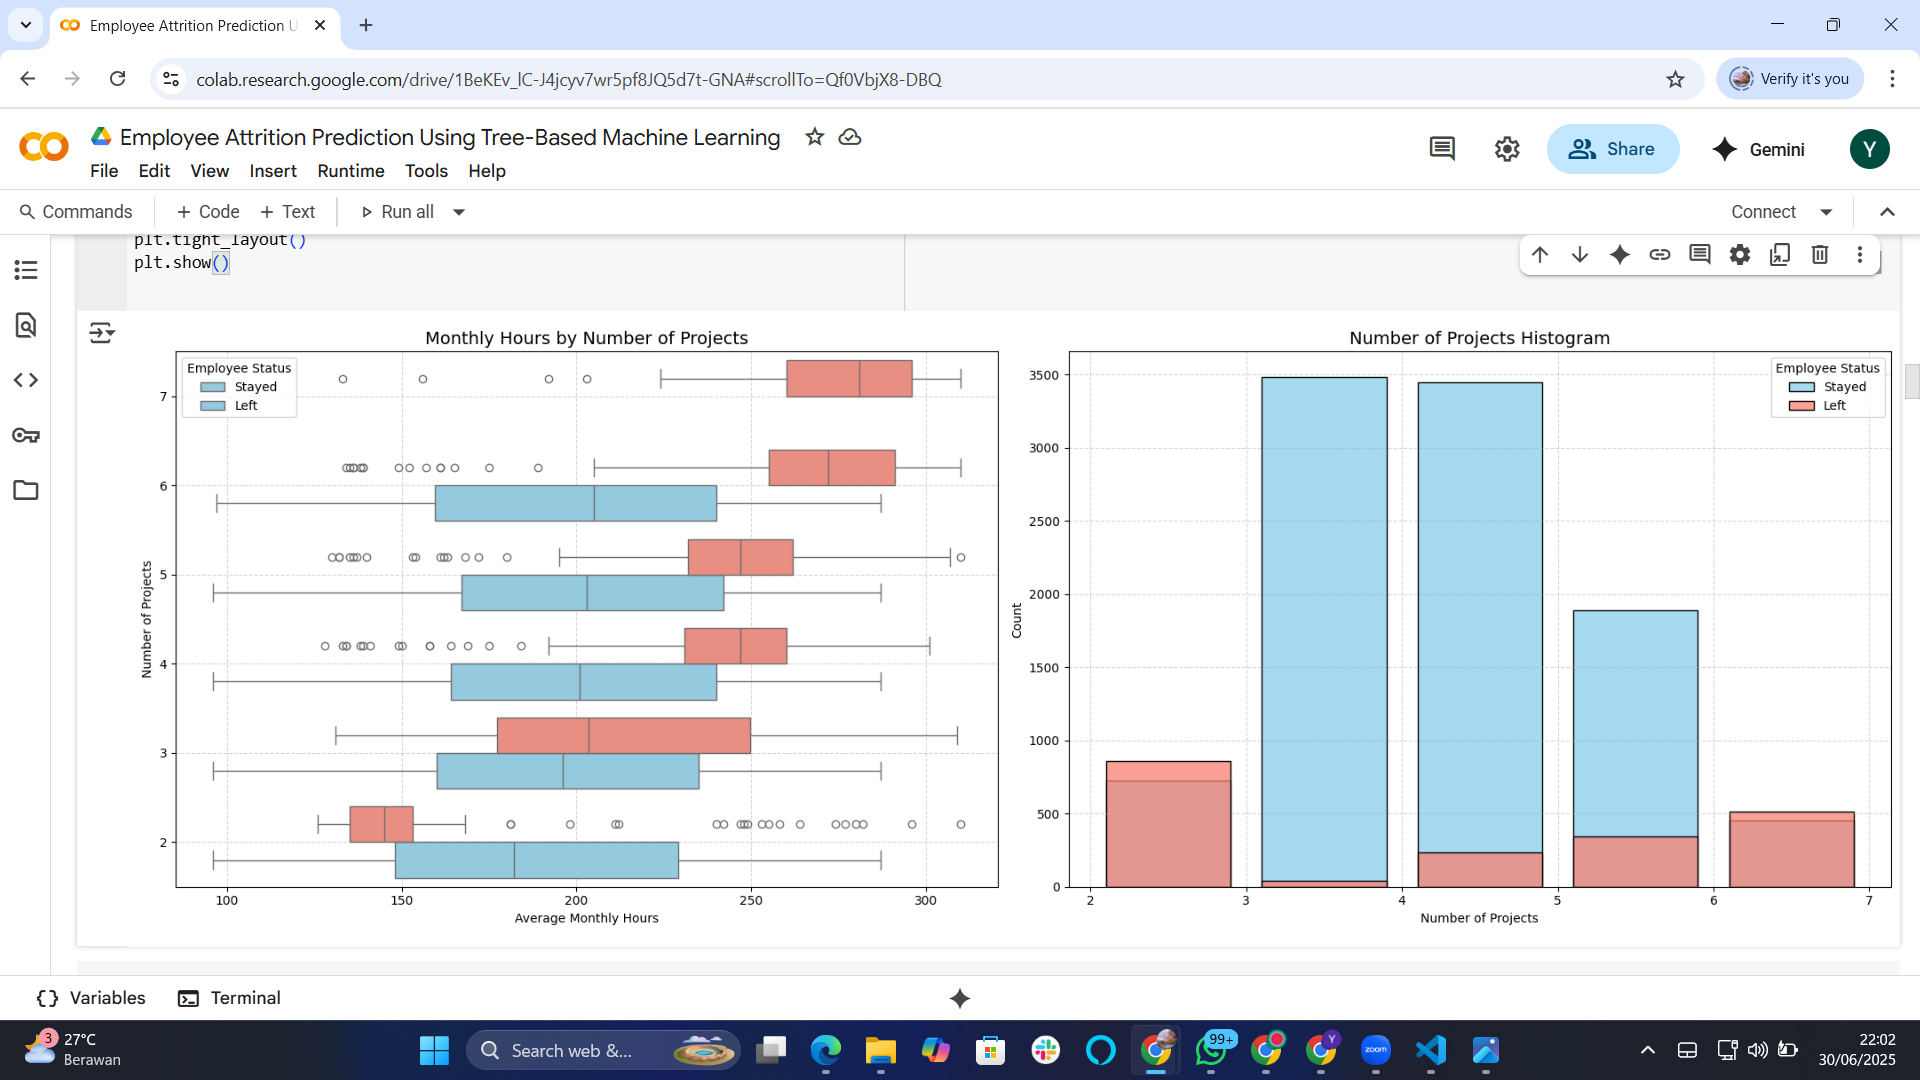 Employee Attrition Prediction U
colab.research.google.com/drive/1BeKEv_lC-J4jcyv7wr5pf8JQ5d7t-GNA#scrollTo=Qf0VbjX8-DBQ
Verify it's you
Employee Attrition Prediction Using Tree-Based Machine Learning
File Edit View Insert Runtime Tools Help
Share
Gemini
Y
Commands + Code + Text Run all
Connect
plt.tight_layout()
plt.show()
Monthly Hours by Number of Projects
Employee Status
Stayed
Left
7
6
5
4
3
2
Number of Projects
100 150 200 250 300
Average Monthly Hours
Number of Projects Histogram
Employee Status
Stayed
Left
3500
3000
2500
2000
1500
1000
500
0
Count
2 3 4 5 6 7
Number of Projects
Variables Terminal
3
27°C
Berawan
Search web &...
99+
Y
zoom
22:02
30/06/2025